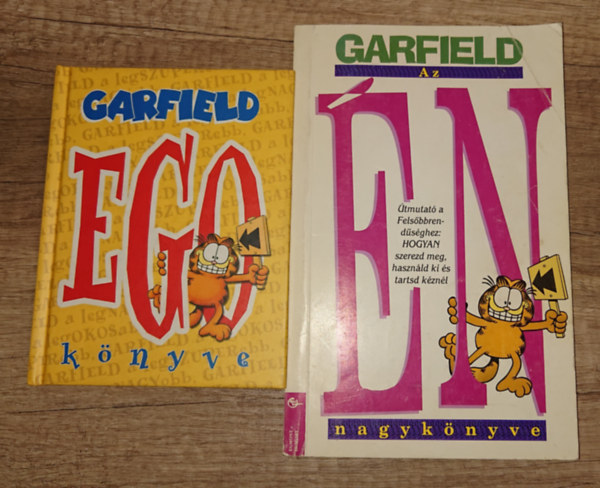 GARFIELD
EGO
könyve
GARFIELD
Az
ÉN
Útmutató a
Felsőbbren-
dűséghez:
HOGYAN
szerezd meg,
használd ki és
tartsd kéznél
nagykönyve